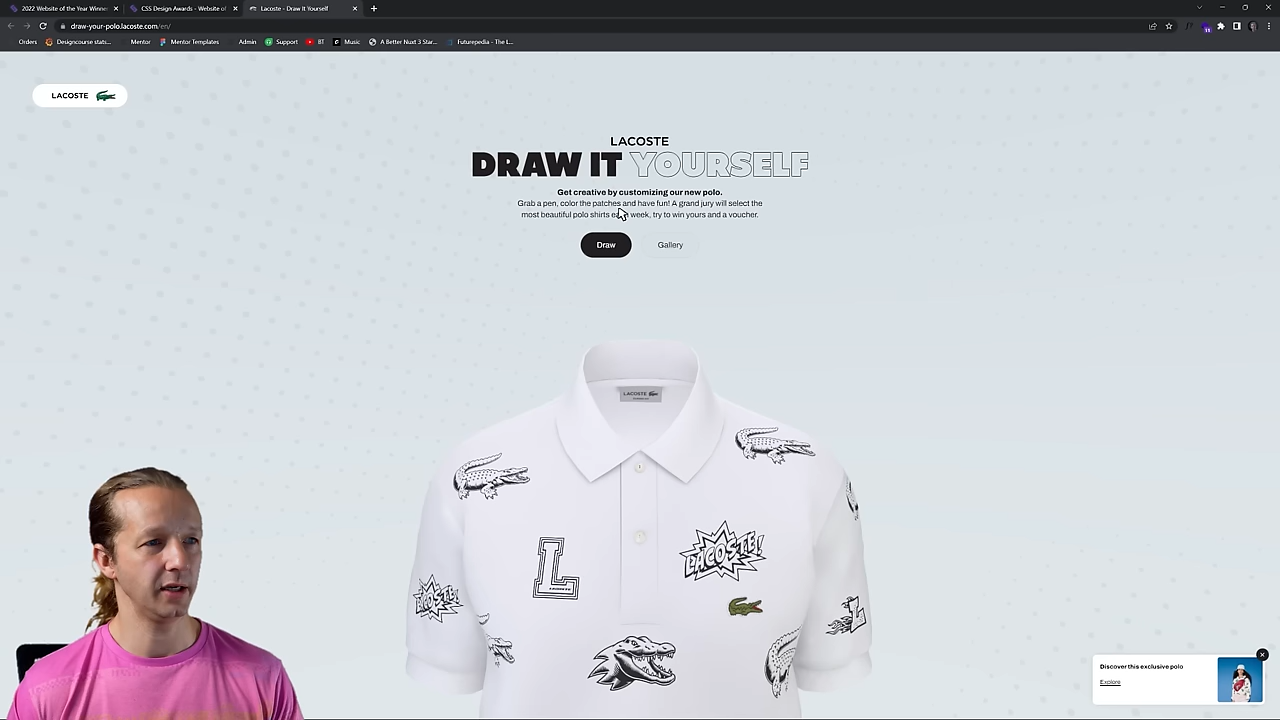 2022 Website of the Year Winner
CSS Design Awards - Website of
Lacoste - Draw It Yourself
draw-your-polo.lacoste.com/en/
Orders
Designcourse stats...
Mentor
Mentor Templates
Admin
Support
BT
Music
A Better Nuxt 3 Star...
Futurepedia - The L...
LACOSTE
LACOSTE
DRAW IT YOURSELF
Get creative by customizing our new polo.
Grab a pen, color the patches and have fun! A grand jury will select the
most beautiful polo shirts week, try to win yours and a voucher.
Draw
Gallery
LACOSTE
LACOSTE!
L
L
Discover this exclusive polo
Explore